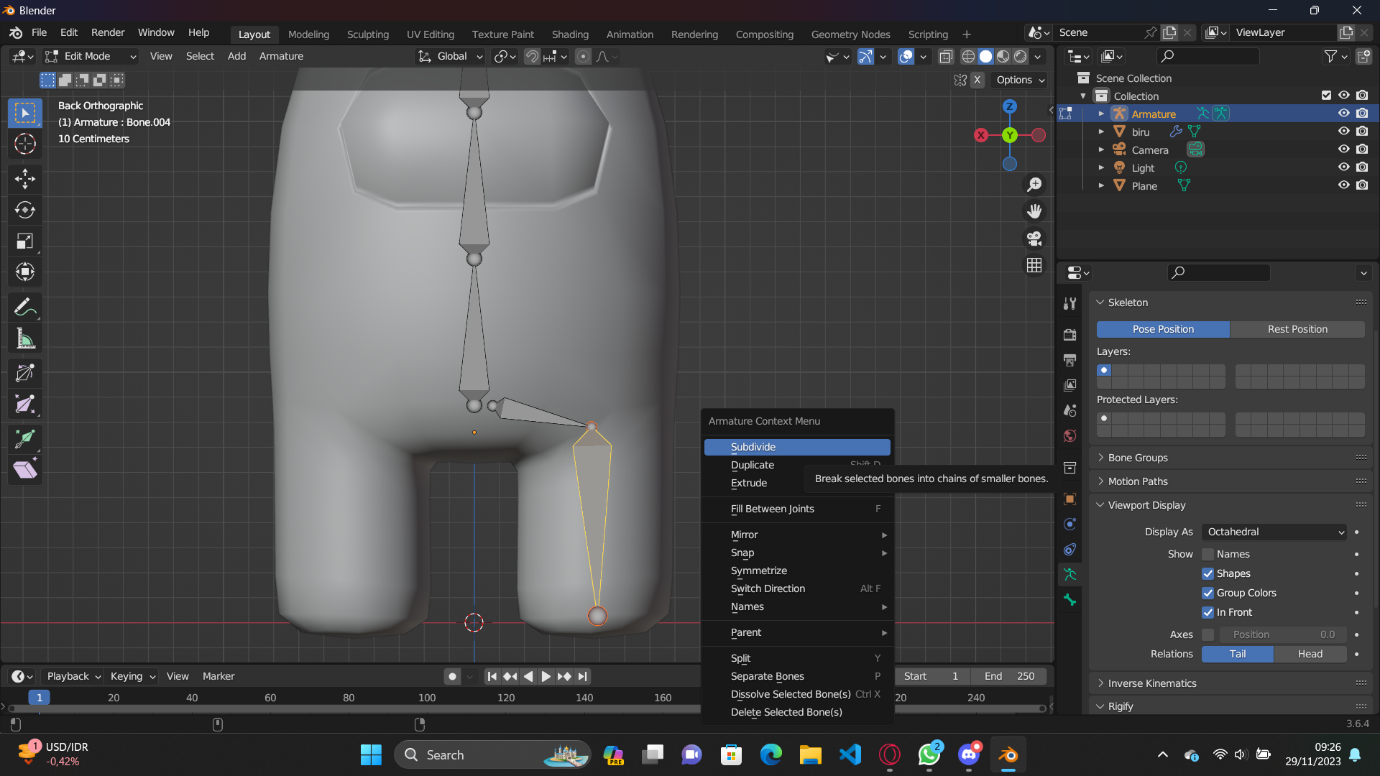 Blender
File Edit Render Window Help Layout Modeling Sculpting UV Editing Texture Paint Shading Animation Rendering Compositing Geometry Nodes Scripting + Scene ViewLayer
Edit Mode View Select Add Armature Global
X Options
Back Orthographic
(1) Armature : Bone.004
10 Centimeters
Z
X Y
Scene Collection
Collection
Armature
biru
Camera
Light
Plane
Skeleton
Pose Position Rest Position
Layers:
Protected Layers:
Bone Groups
Motion Paths
Viewport Display
Display As Octahedral
Show Names
Shapes
Group Colors
In Front
Axes Position 0.0
Relations Tail Head
Inverse Kinematics
Rigify
Armature Context Menu
Subdivide
Duplicate Shift D
Break selected bones into chains of smaller bones.
Extrude
Fill Between Joints F
Mirror
Snap
Symmetrize
Switch Direction Alt F
Names
Parent
Split Y
Separate Bones P
Dissolve Selected Bone(s) Ctrl X
Delete Selected Bone(s)
Playback Keying View Marker Start 1 End 250
1 20 40 60 80 100 120 140 160 220 240
3.6.4
1 USD/IDR
-0,42%
Search
PRE
2
09:26
29/11/2023